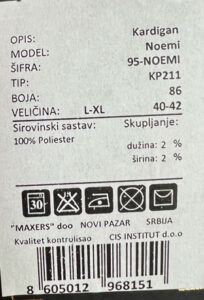 OPIS: Kardigan
MODEL: Noemi
ŠIFRA: 95-NOEMI
TIP: KP211
BOJA: 86
VELIČINA: L-XL 40-42
Sirovinski sastav: Skupljanje:
100% Poliester
dužina: 2 %
širina: 2 %
30
"MAXERS" doo NOVI PAZAR SRBIJA
Kvalitet kontrolisao CIS INSTITUT d.o.o
8 605012 968151